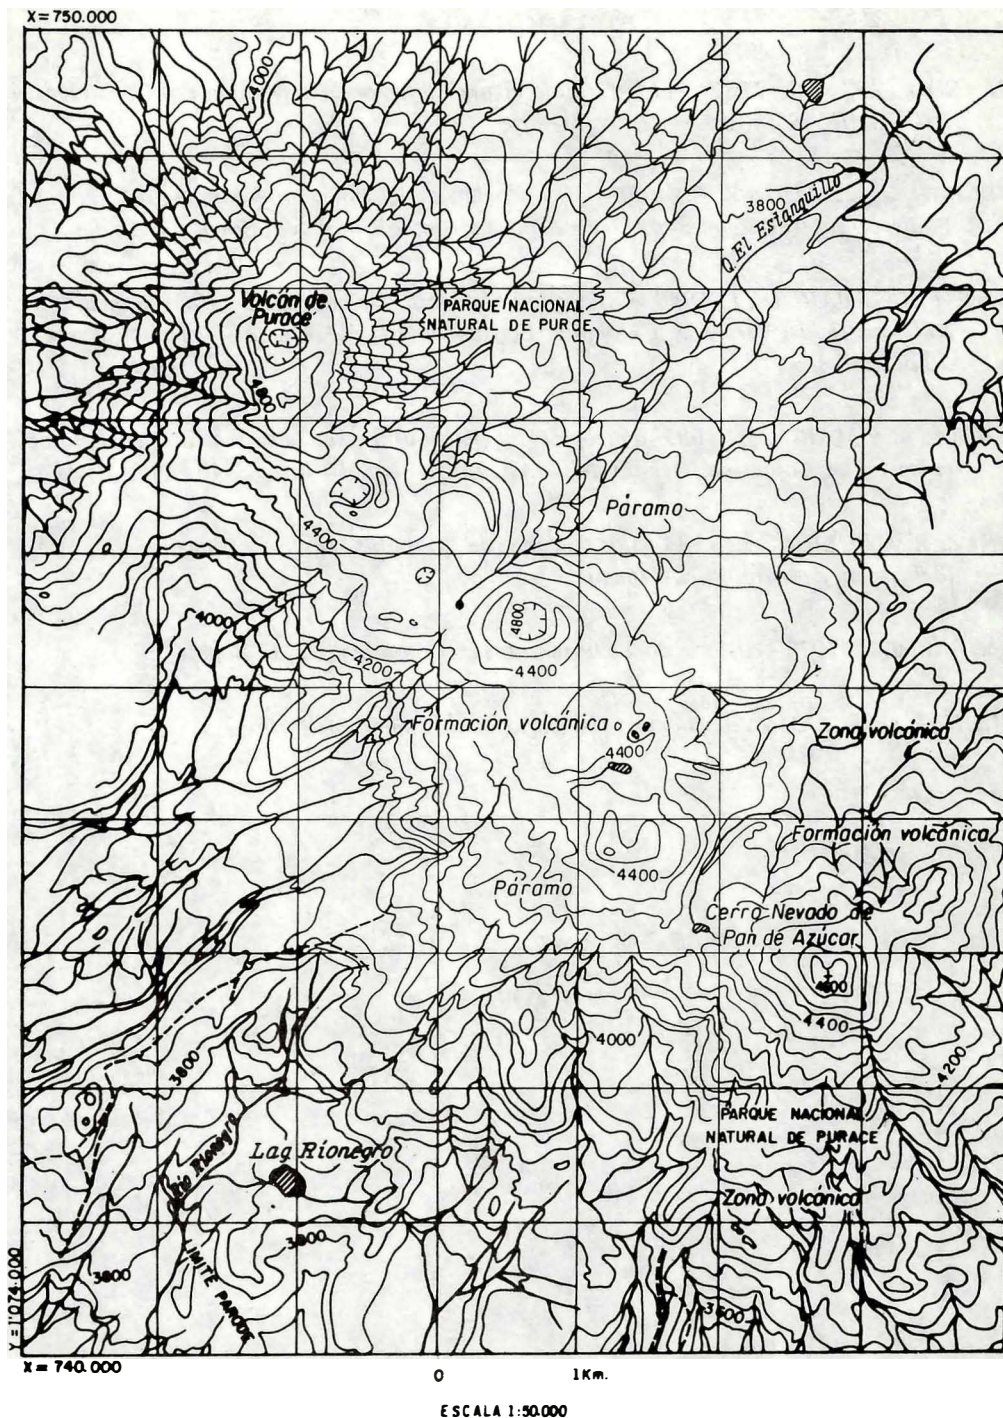 X = 750.000
4000
3800
Q. El Estanquillo
Volcán de
Puracé
PARQUE NACIONAL
NATURAL DE PURCE
4800
Páramo
4400
4000
4800
4200
4400
Formación volcánica
4400
Zona volcánica
Formación volcánica
4400
Páramo
Cerro Nevado de
Pan de Azúcar
4400
4000
3800
4200
PARQUE NACIONAL
NATURAL DE PURACE
Río Ríonegro
Lag Ríonegro
Zona volcánica
3800
3800
LIMITE PARQUE
3600
Y = 1'074.000
X = 740.000
0
1Km.
ESCALA 1:50.000